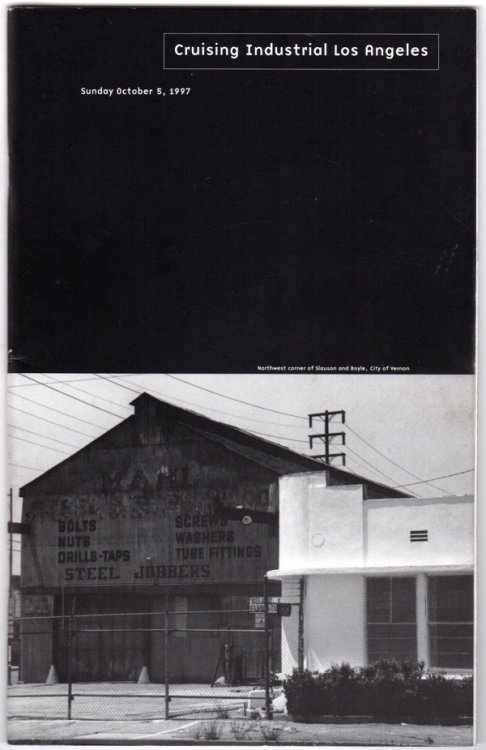 Cruising Industrial Los Angeles
Sunday October 5, 1997
Northwest corner of Slauson and Boyle, City of Vernon
BOLTS
SCREWS
NUTS
WASHERS
DRILLS-TAPS
TUBE FITTINGS
STEEL JOBBERS